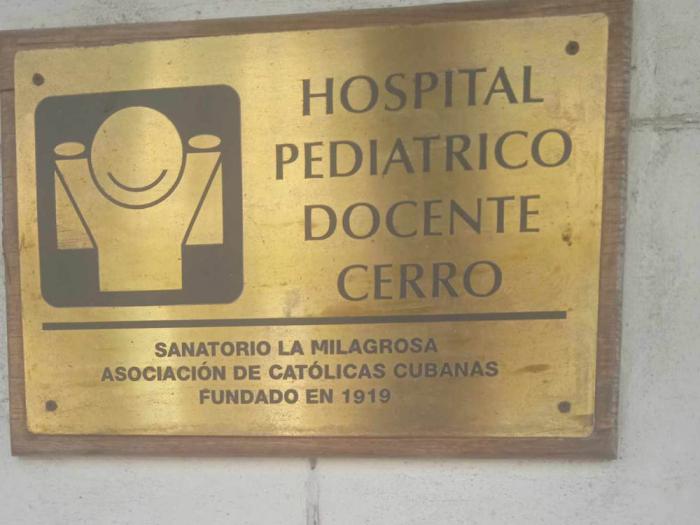 HOSPITAL
PEDIATRICO
DOCENTE
CERRO
SANATORIO LA MILAGROSA
ASOCIACIÓN DE CATÓLICAS CUBANAS
FUNDADO EN 1919